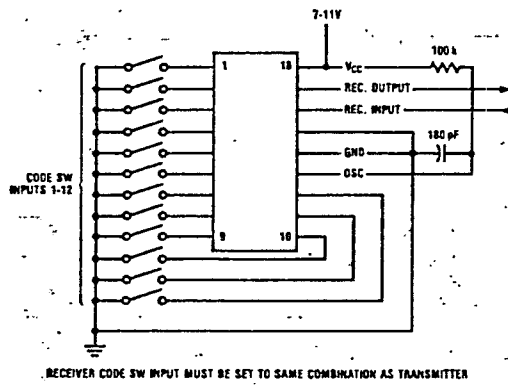 7-11V
1
18
VCC
100 k
REC. OUTPUT
REC. INPUT
180 pF
GND
OSC
CODE SW
INPUTS 1-12
9
10
RECEIVER CODE SW INPUT MUST BE SET TO SAME COMBINATION AS TRANSMITTER